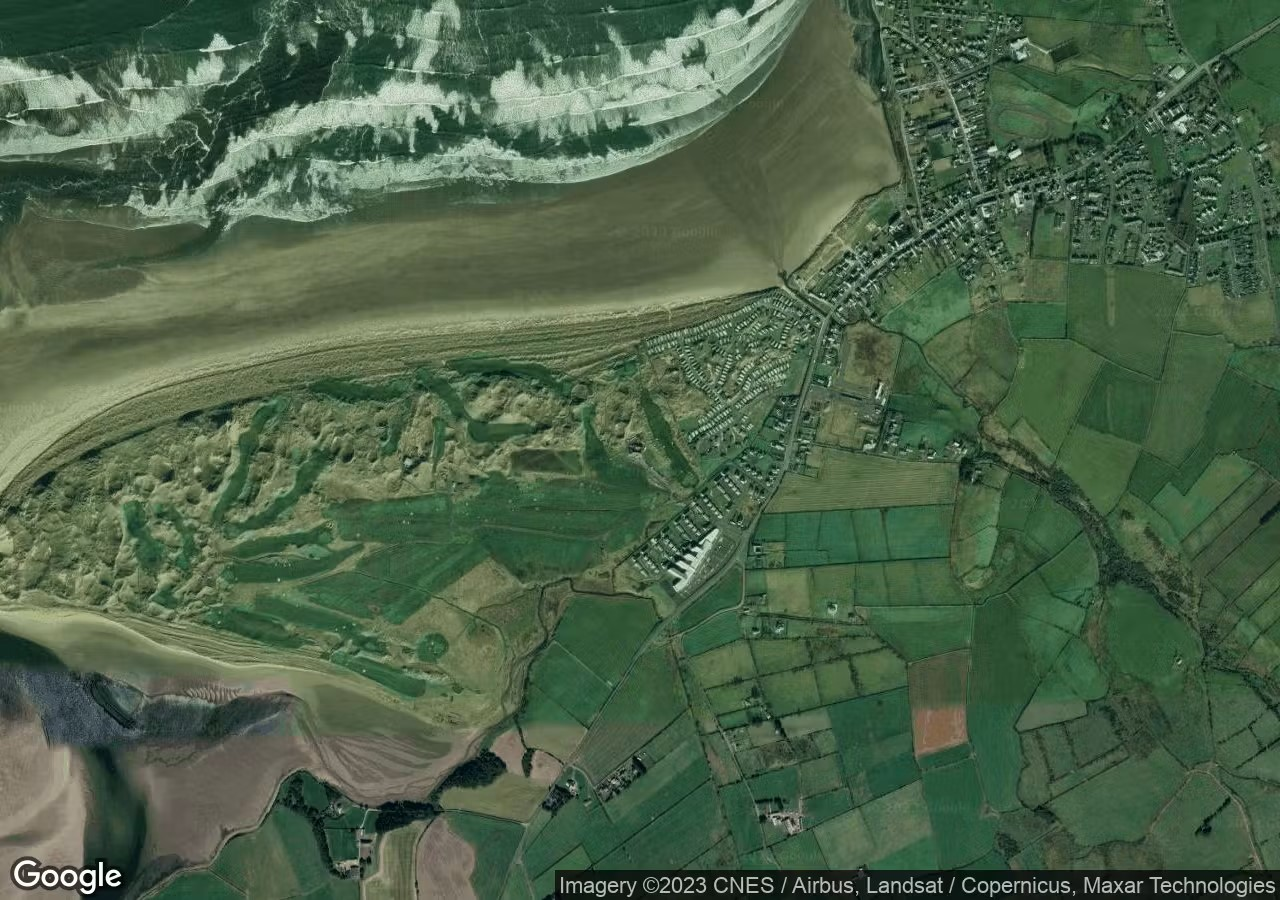 Google
Imagery ©2023 CNES / Airbus, Landsat / Copernicus, Maxar Technologies